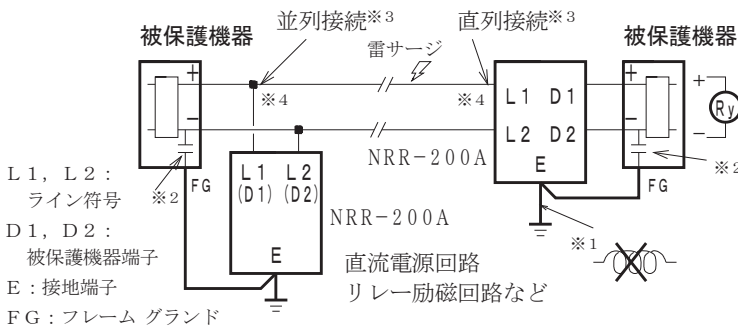 並列接続※3
直列接続※3
被保護機器
雷サージ
被保護機器
+
※4
※4
L1 D1
+
+
Ry
−
L2 D2
−
−
NRR-200A
E
※2
FG
L1 L2
(D1) (D2)
※2
FG
NRR-200A
E
※1
L1, L2:
ライン符号
D1, D2:
被保護機器端子
E:接地端子
FG:フレーム グランド
直流電源回路
リレー励磁回路など